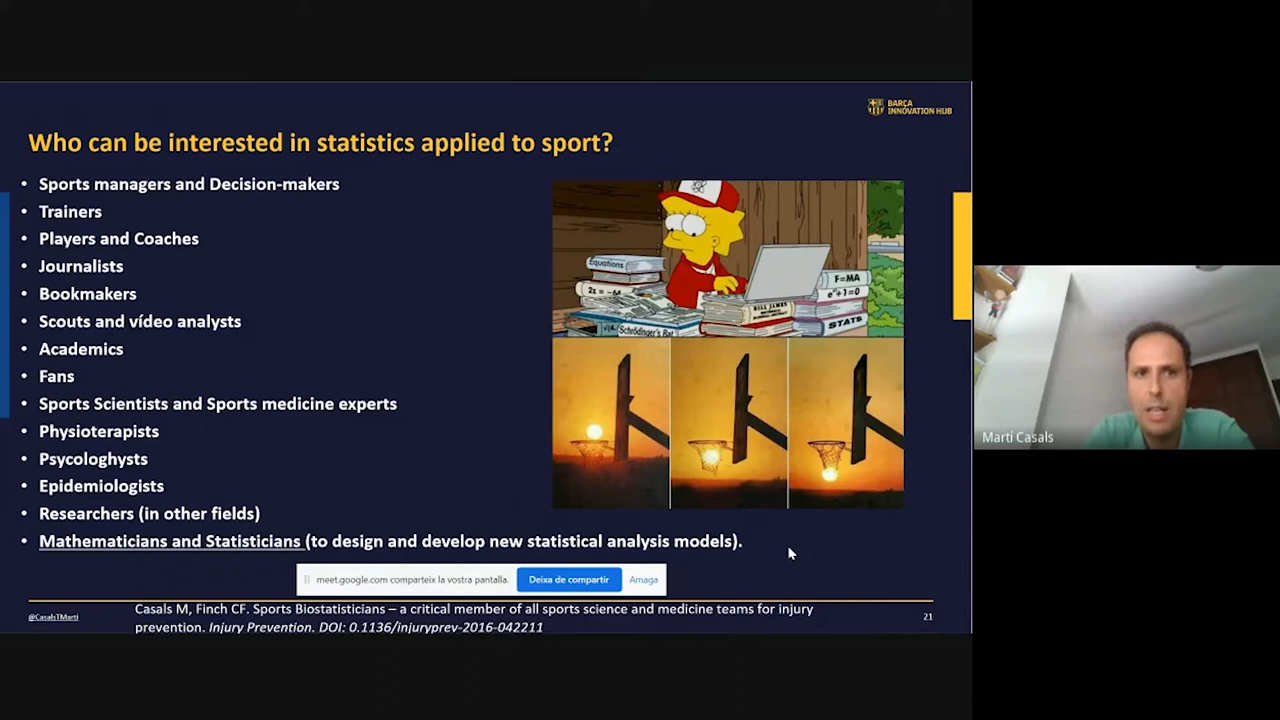 BARÇA
INNOVATION HUB
Who can be interested in statistics applied to sport?
• Sports managers and Decision-makers
• Trainers
• Players and Coaches
• Journalists
• Bookmakers
• Scouts and vídeo analysts
• Academics
• Fans
• Sports Scientists and Sports medicine experts
• Physioterapists
• Psycologhysts
• Epidemiologists
• Researchers (in other fields)
• Mathematicians and Statisticians (to design and develop new statistical analysis models).
Equations
F=MA
BILL JAMES
STATS
Schrödinger's Bat
Martí Casals
meet.google.com comparteix la vostra pantalla.
Deixa de compartir
Amaga
@CasalsTMarti
Casals M, Finch CF. Sports Biostatisticians – a critical member of all sports science and medicine teams for injury
prevention. Injury Prevention. DOI: 0.1136/injuryprev-2016-042211
21